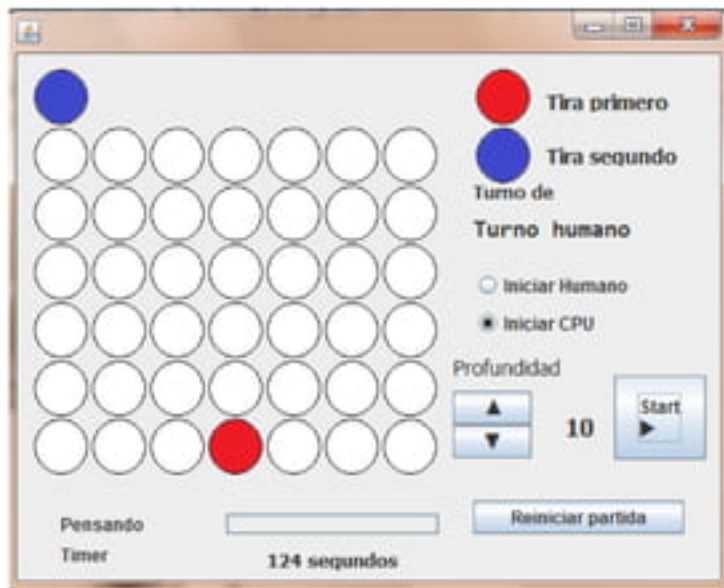 Tira primero
Tira segundo
Turno de
Turno humano
Iniciar Humano
Iniciar CPU
Profundidad
10
Start
Reiniciar partida
Pensando
Timer
124 segundos